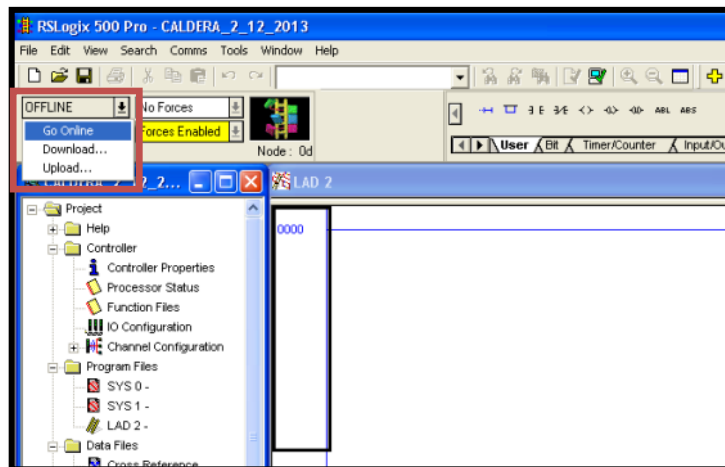 RSLogix 500 Pro - CALDERA_2_12_2013
File Edit View Search Comms Tools Window Help
OFFLINE No Forces
Go Online Forces Enabled
Download...
Node : 0d
Upload...
ABL ABS
User Bit Timer/Counter
CALDERA_2_12_2... LAD 2
Project
Help
0000
Controller
Controller Properties
Processor Status
Function Files
IO Configuration
Channel Configuration
Program Files
SYS 0 -
SYS 1 -
LAD 2 -
Data Files
Cross Reference